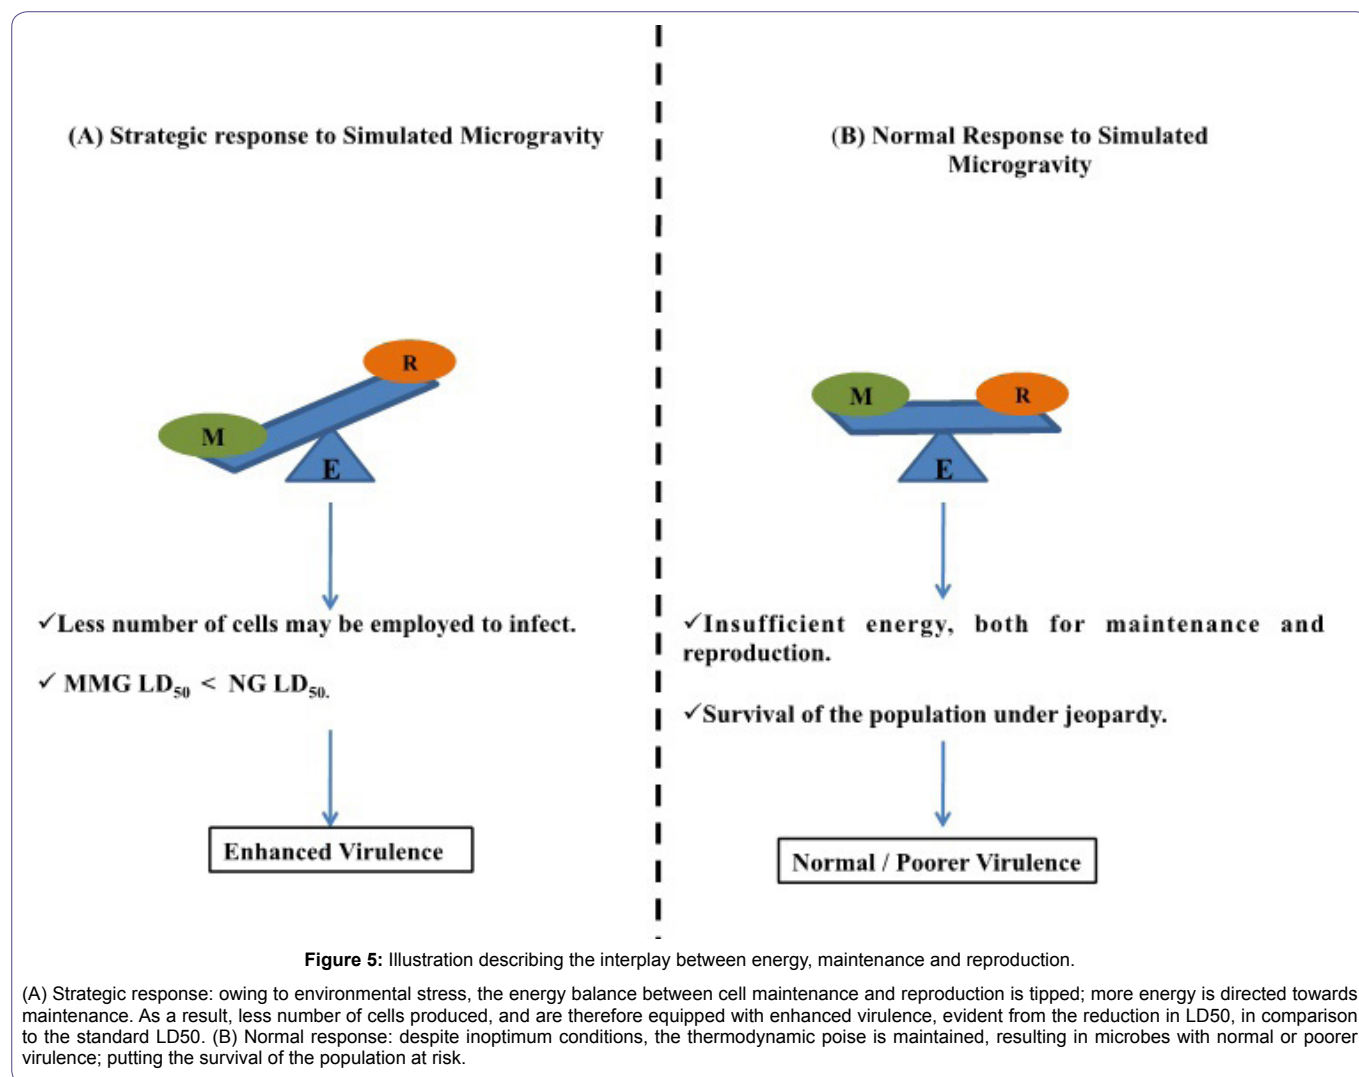 (A) Strategic response to Simulated Microgravity
R
M
E
✓Less number of cells may be employed to infect.
✓ MMG LD50 < NG LD50.
Enhanced Virulence
(B) Normal Response to Simulated
Microgravity
M
R
E
✓Insufficient energy, both for maintenance and
reproduction.
✓Survival of the population under jeopardy.
Normal / Poorer Virulence
Figure 5: Illustration describing the interplay between energy, maintenance and reproduction.
(A) Strategic response: owing to environmental stress, the energy balance between cell maintenance and reproduction is tipped; more energy is directed towards
maintenance. As a result, less number of cells produced, and are therefore equipped with enhanced virulence, evident from the reduction in LD50, in comparison
to the standard LD50. (B) Normal response: despite inoptimum conditions, the thermodynamic poise is maintained, resulting in microbes with normal or poorer
virulence; putting the survival of the population at risk.